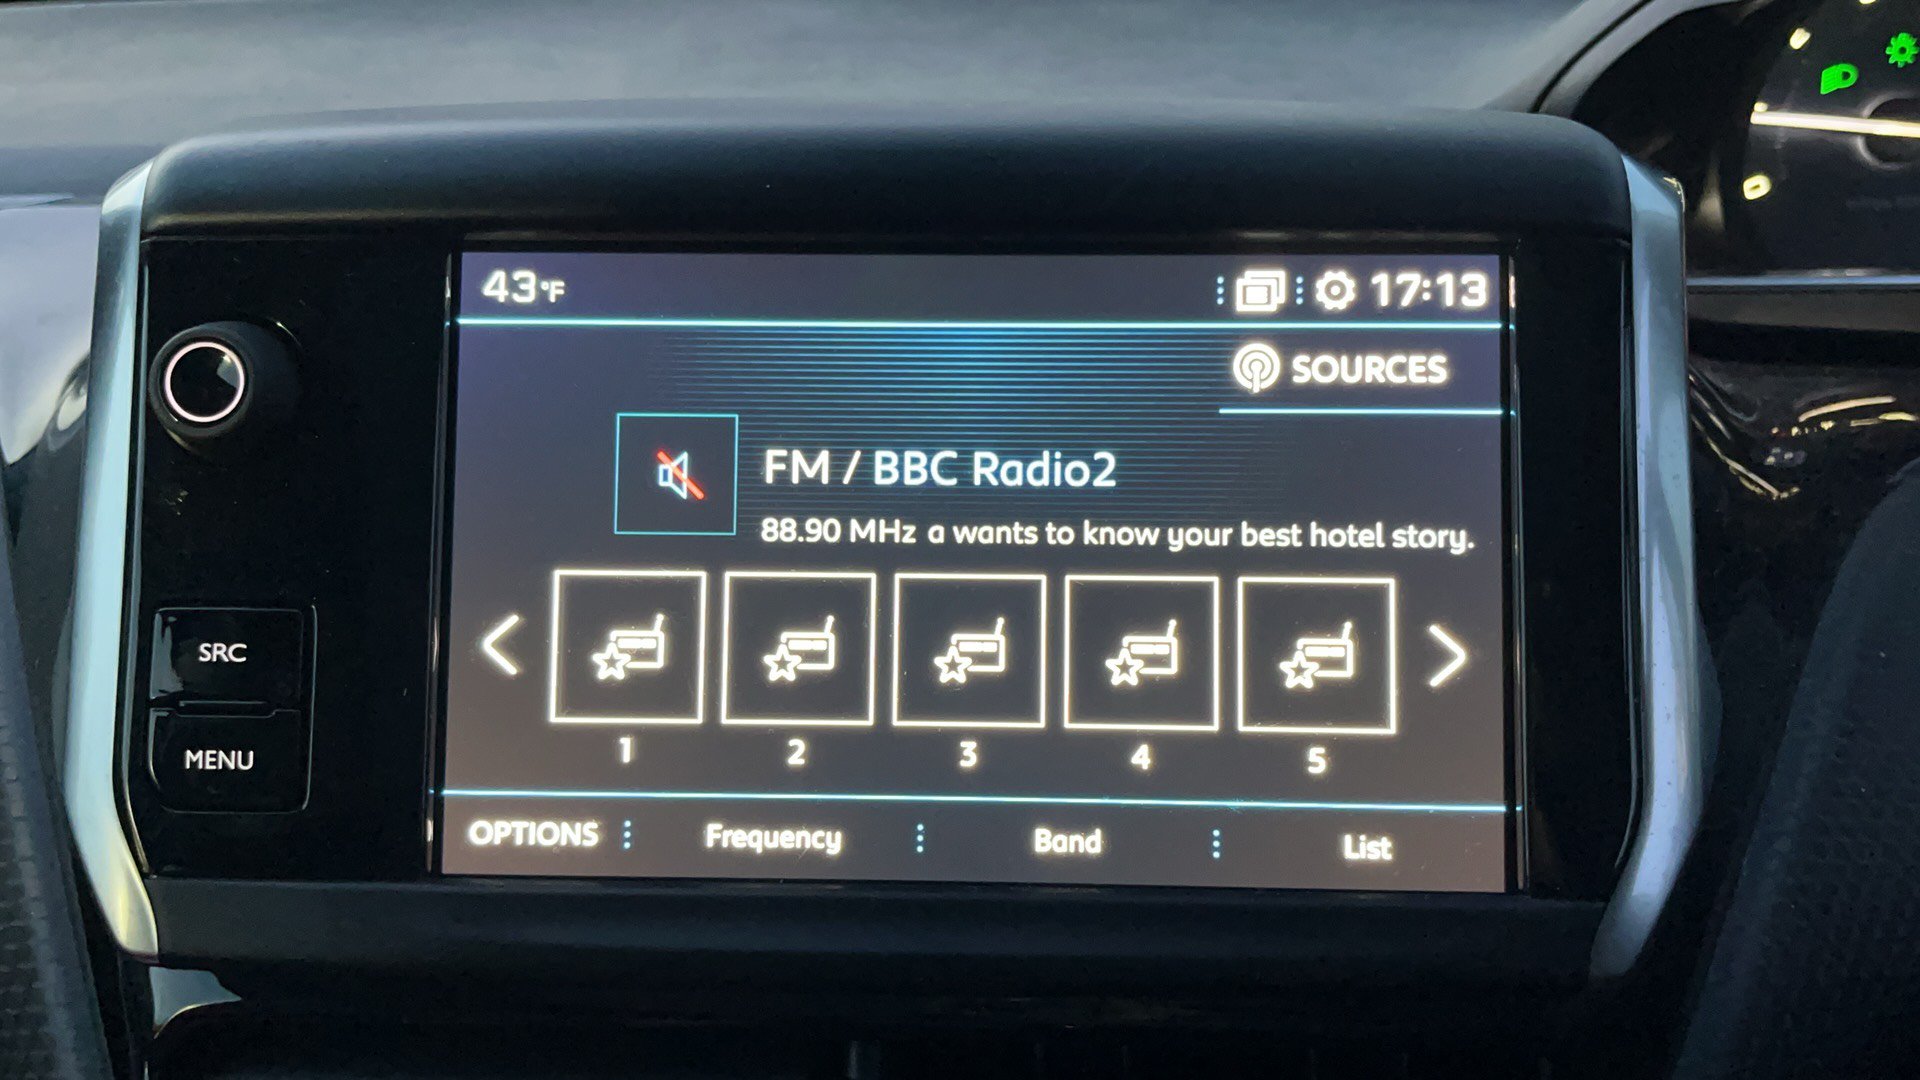 43°F 17:13
SOURCES
FM / BBC Radio2
88.90 MHz a wants to know your best hotel story.
SRC
MENU
1 2 3 4 5
OPTIONS Frequency Band List